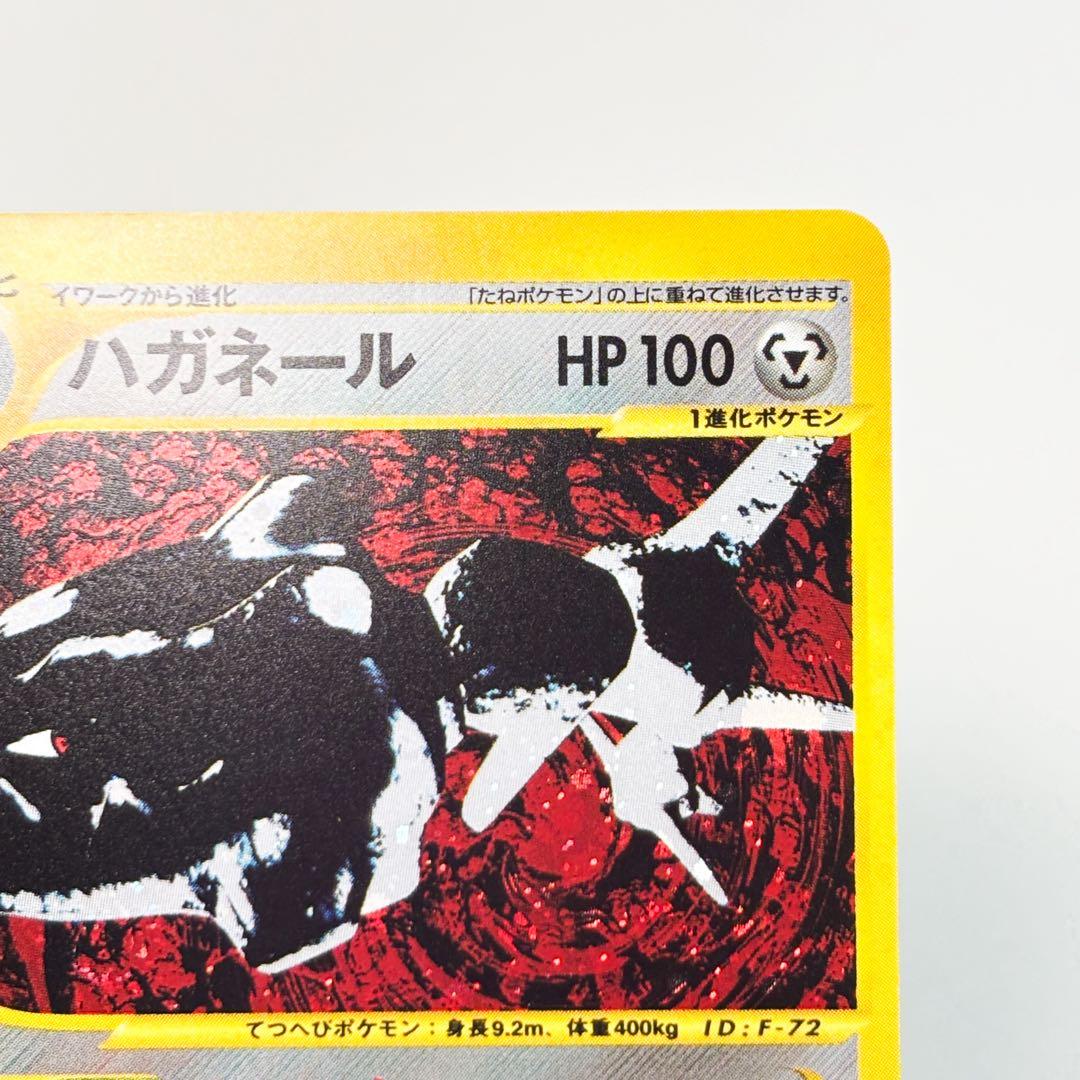 イワークから進化
「たねポケモン」の上に重ねて進化させます。
ハガネール HP 100
1進化ポケモン
てつへびポケモン：身長9.2m、体重400kg ID:F-72